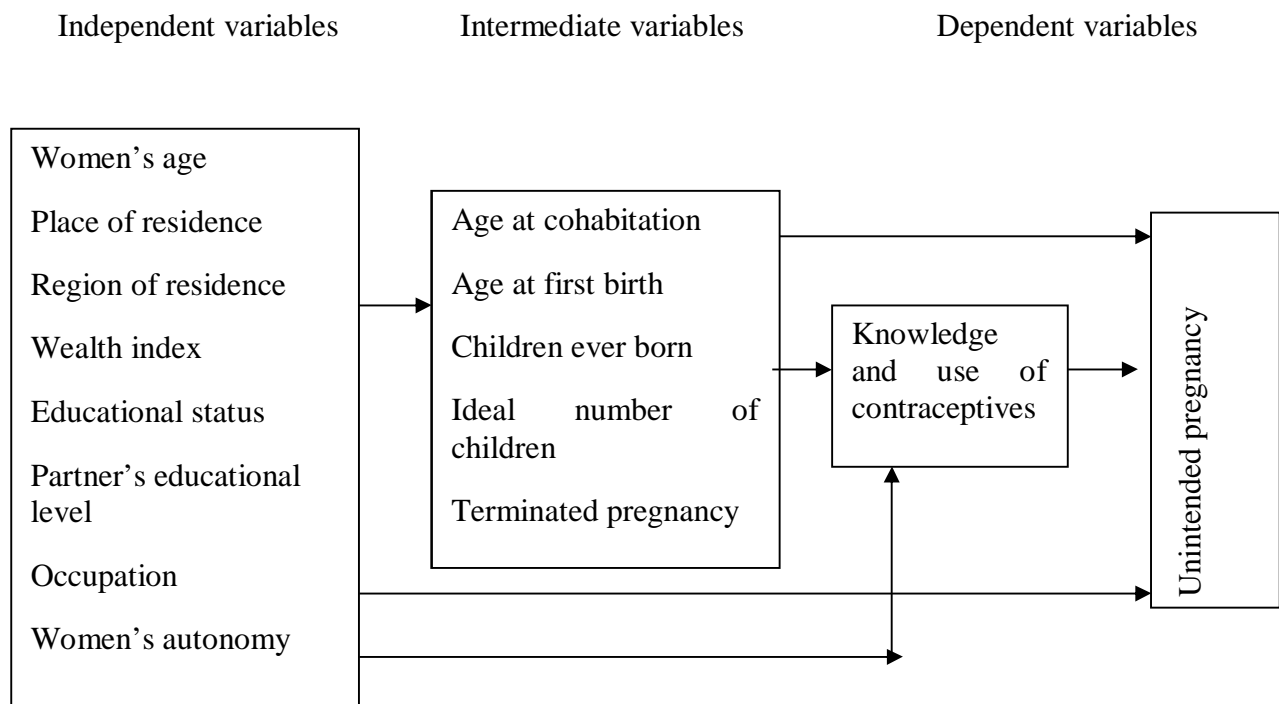 Independent variables
Intermediate variables
Dependent variables
Women’s age
Place of residence
Region of residence
Wealth index
Educational status
Partner’s educational
level
Occupation
Women’s autonomy
Age at cohabitation
Age at first birth
Children ever born
Ideal number of
children
Terminated pregnancy
Knowledge
and use of
contraceptives
Unintended pregnancy